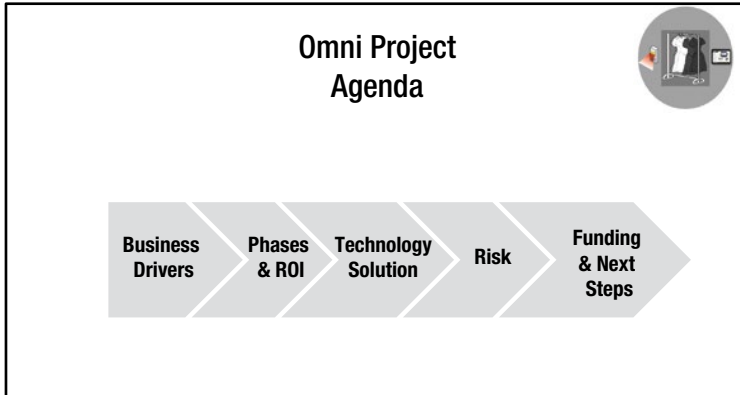 Omni Project
Agenda
Business
Drivers
Phases
& ROI
Technology
Solution
Risk
Funding
& Next
Steps